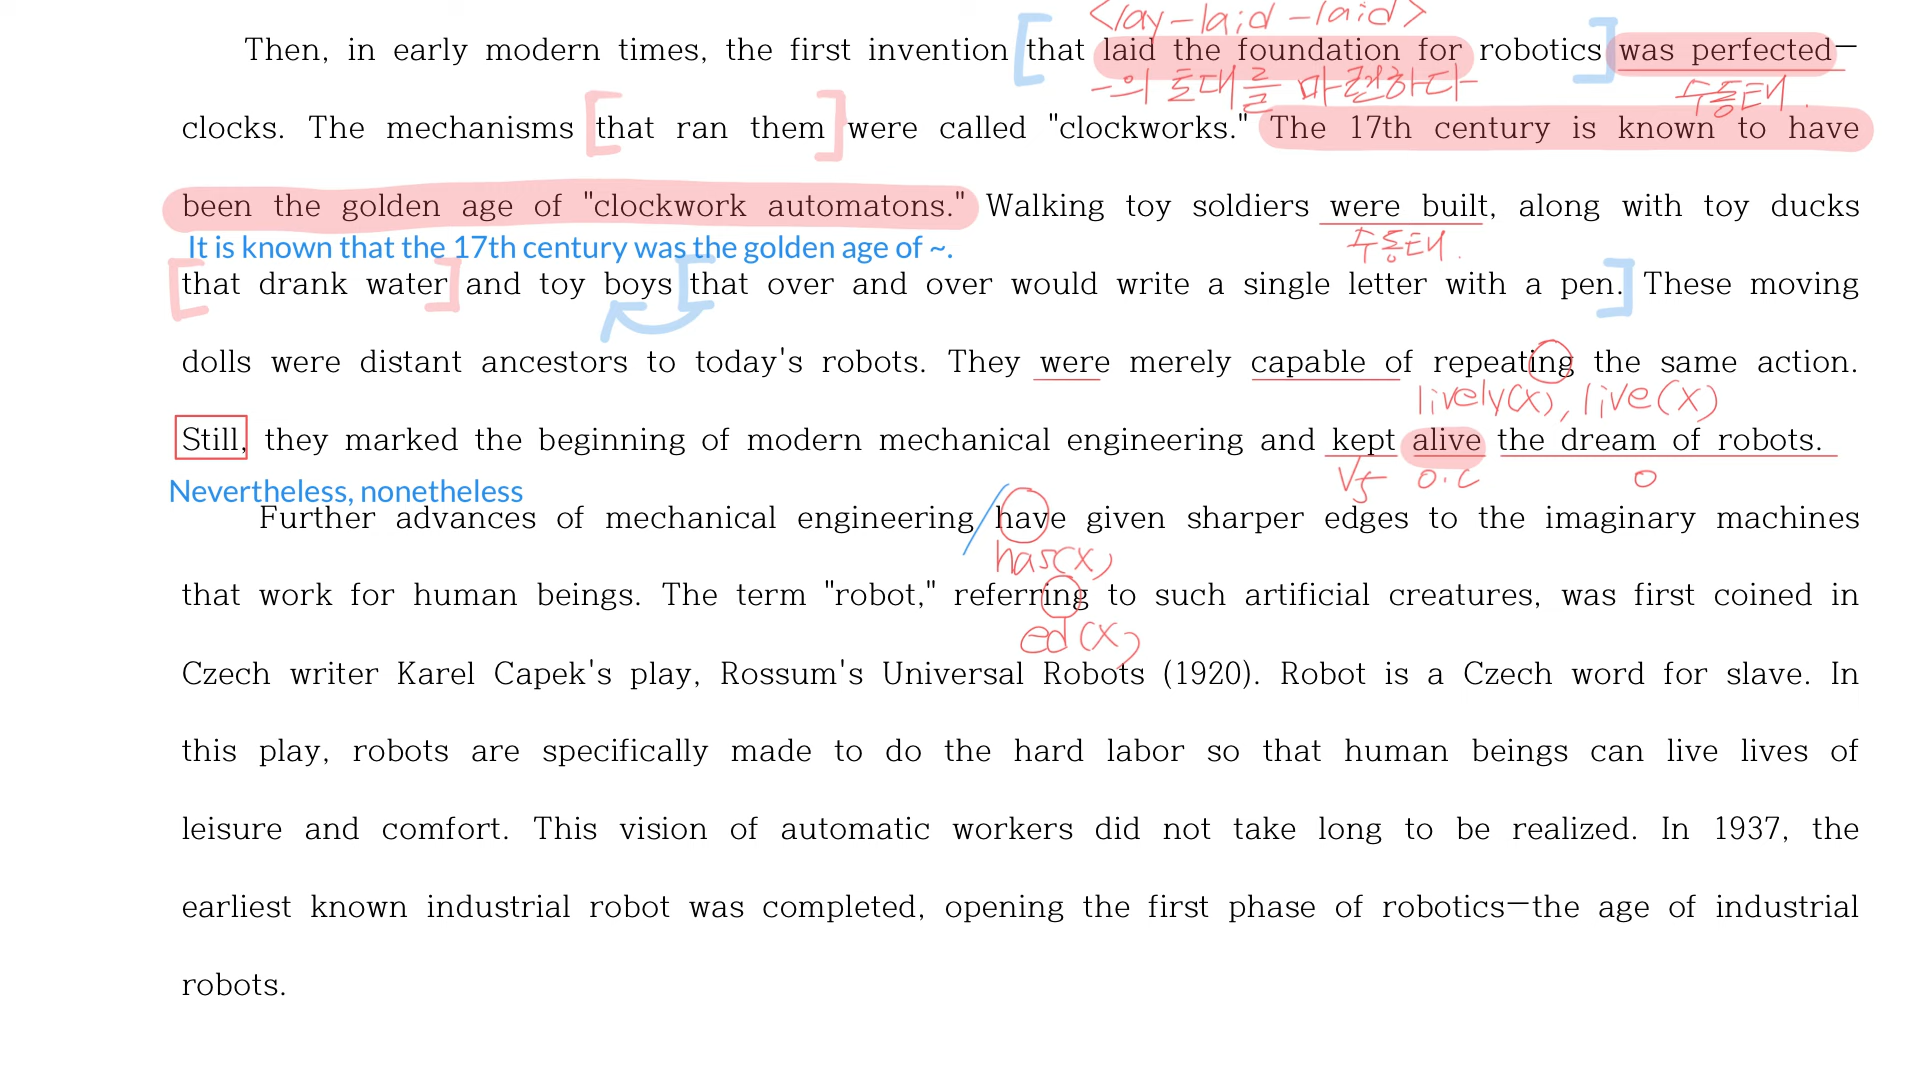 <lay-laid-laid>
Then, in early modern times, the first invention that laid the foundation for robotics was perfected—
-의 토대를 마련하다
수동태.
clocks. The mechanisms that ran them were called "clockworks." The 17th century is known to have
been the golden age of "clockwork automatons." Walking toy soldiers were built, along with toy ducks
It is known that the 17th century was the golden age of ~.
수동태.
that drank water and toy boys that over and over would write a single letter with a pen. These moving
dolls were distant ancestors to today's robots. They were merely capable of repeating the same action.
lively(x), live(x)
Still, they marked the beginning of modern mechanical engineering and kept alive the dream of robots.
V5 O.C O
Nevertheless, nonetheless
Further advances of mechanical engineering / have given sharper edges to the imaginary machines
has(x)
that work for human beings. The term "robot," referring to such artificial creatures, was first coined in
ed(x)
Czech writer Karel Capek's play, Rossum's Universal Robots (1920). Robot is a Czech word for slave. In
this play, robots are specifically made to do the hard labor so that human beings can live lives of
leisure and comfort. This vision of automatic workers did not take long to be realized. In 1937, the
earliest known industrial robot was completed, opening the first phase of robotics—the age of industrial
robots.